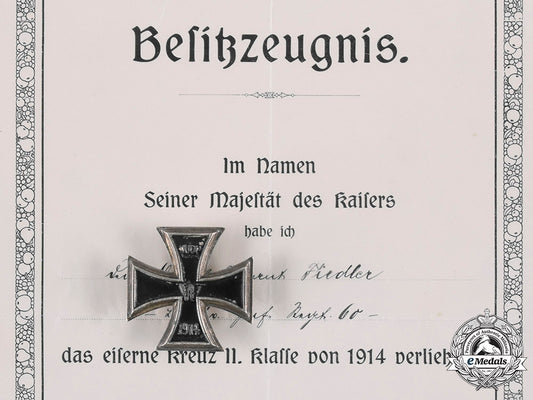 Besitzzeugnis.
Im Namen
Seiner Majestät des Kaisers
habe ich
Fiedler
Regt. 60 -
das eiserne Kreuz II. Klasse von 1914 verlieh
W
1914
eMedals